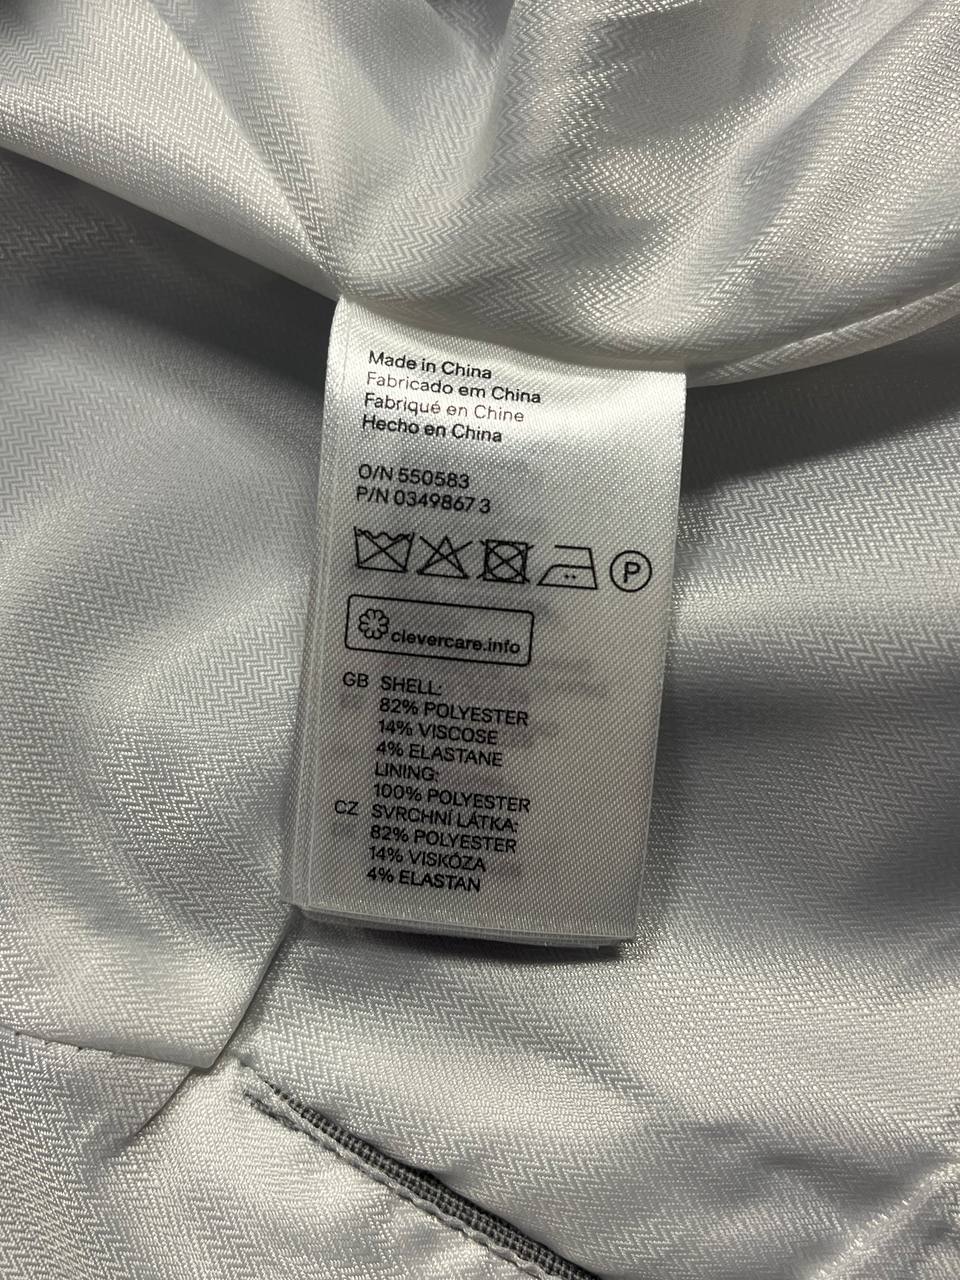 Made in China
Fabricado em China
Fabriqué en Chine
Hecho en China
O/N 550583
P/N 0349867 3
P
clevercare.info
GB SHELL:
82% POLYESTER
14% VISCOSE
4% ELASTANE
LINING:
100% POLYESTER
CZ SVRCHNÍ LÁTKA:
82% POLYESTER
14% VISKÓZA
4% ELASTAN